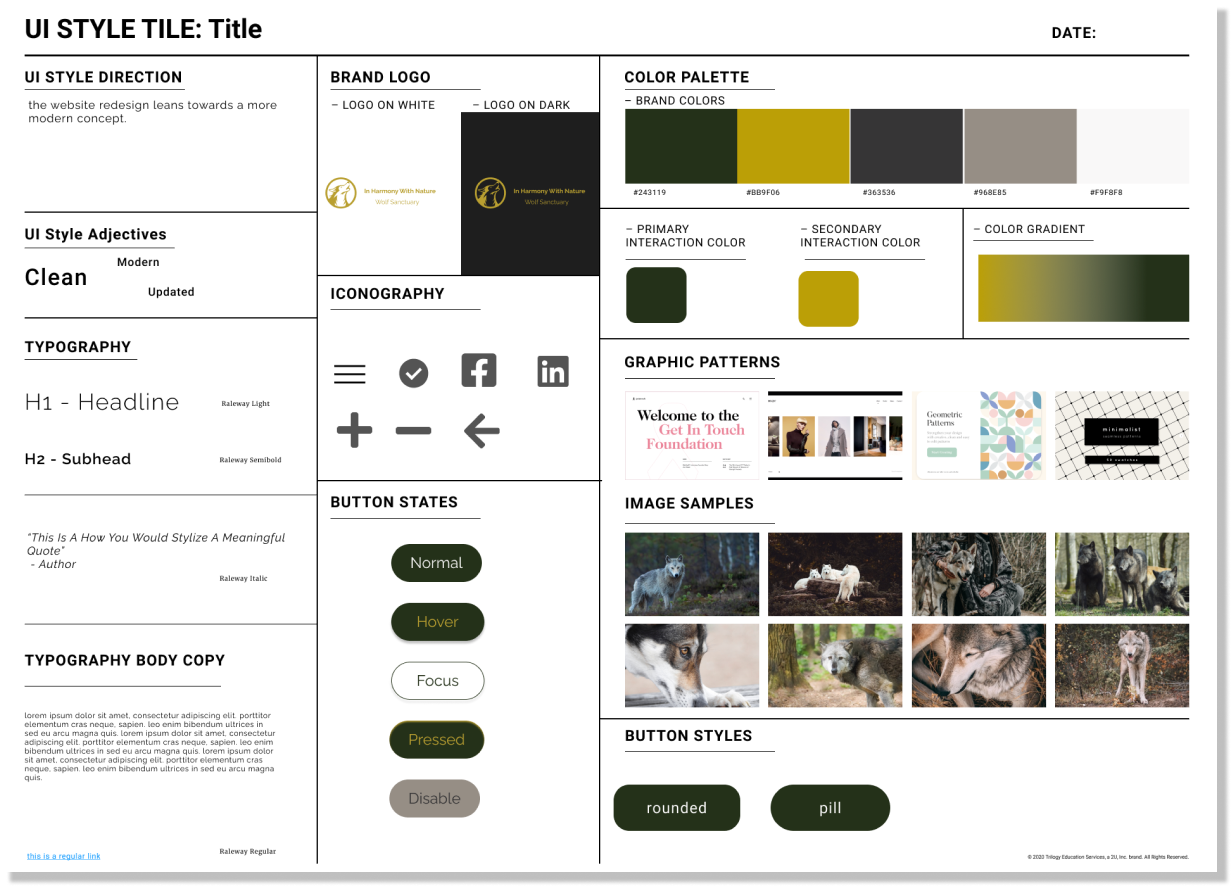 UI STYLE TILE: Title
DATE:
UI STYLE DIRECTION
the website redesign leans towards a more
modern concept.
UI Style Adjectives
Modern
Clean
Updated
TYPOGRAPHY
H1 - Headline
Raleway Light
H2 - Subhead
Raleway Semibold
"This Is A How You Would Stylize A Meaningful
Quote"
- Author
Raleway Italic
TYPOGRAPHY BODY COPY
lorem ipsum dolor sit amet, consectetur adipiscing elit. porttitor
elementum cras neque, sapien. leo enim bibendum ultrices in
sed eu arcu magna quis. lorem ipsum dolor sit amet, consectetur
adipiscing elit. porttitor elementum cras neque, sapien. leo enim
bibendum ultrices in sed eu arcu magna quis. lorem ipsum dolor
sit amet, consectetur adipiscing elit. porttitor elementum cras
neque, sapien. leo enim bibendum ultrices in sed eu arcu magna
quis.
this is a regular link
Raleway Regular
BRAND LOGO
– LOGO ON WHITE
– LOGO ON DARK
In Harmony With Nature
Wolf Sanctuary
In Harmony With Nature
Wolf Sanctuary
ICONOGRAPHY
in
BUTTON STATES
Normal
Hover
Focus
Pressed
Disable
COLOR PALETTE
– BRAND COLORS
#243119
#BB9F06
#363536
#968E85
#F9F8F8
– PRIMARY
INTERACTION COLOR
– SECONDARY
INTERACTION COLOR
– COLOR GRADIENT
GRAPHIC PATTERNS
Welcome to the
Get In Touch
Foundation
Geometric
Patterns
minimalist
seamless patterns
IMAGE SAMPLES
BUTTON STYLES
rounded
pill
© 2020 Trilogy Education Services, a 2U, Inc. brand. All Rights Reserved.